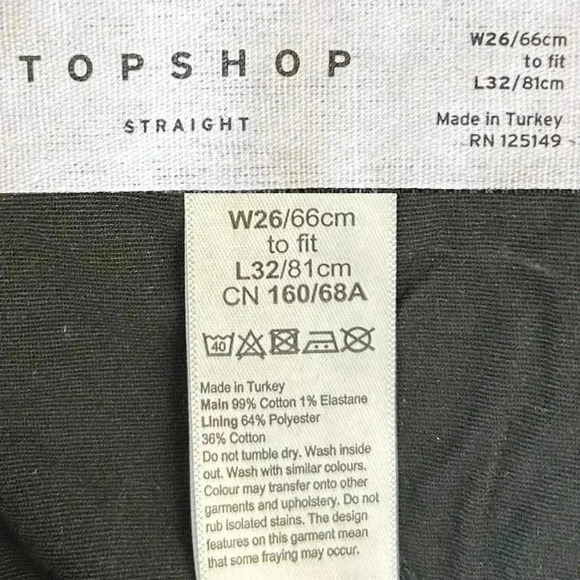 TOPSHOP
STRAIGHT
W26/66cm
to fit
L32/81cm
Made in Turkey
RN 125149
W26/66cm
to fit
L32/81cm
CN 160/68A
40
Made in Turkey
Main 99% Cotton 1% Elastane
Lining 64% Polyester
36% Cotton
Do not tumble dry. Wash inside
out. Wash with similar colours.
Colour may transfer onto other
garments and upholstery. Do not
rub isolated stains. The design
features on this garment mean
that some fraying may occur.